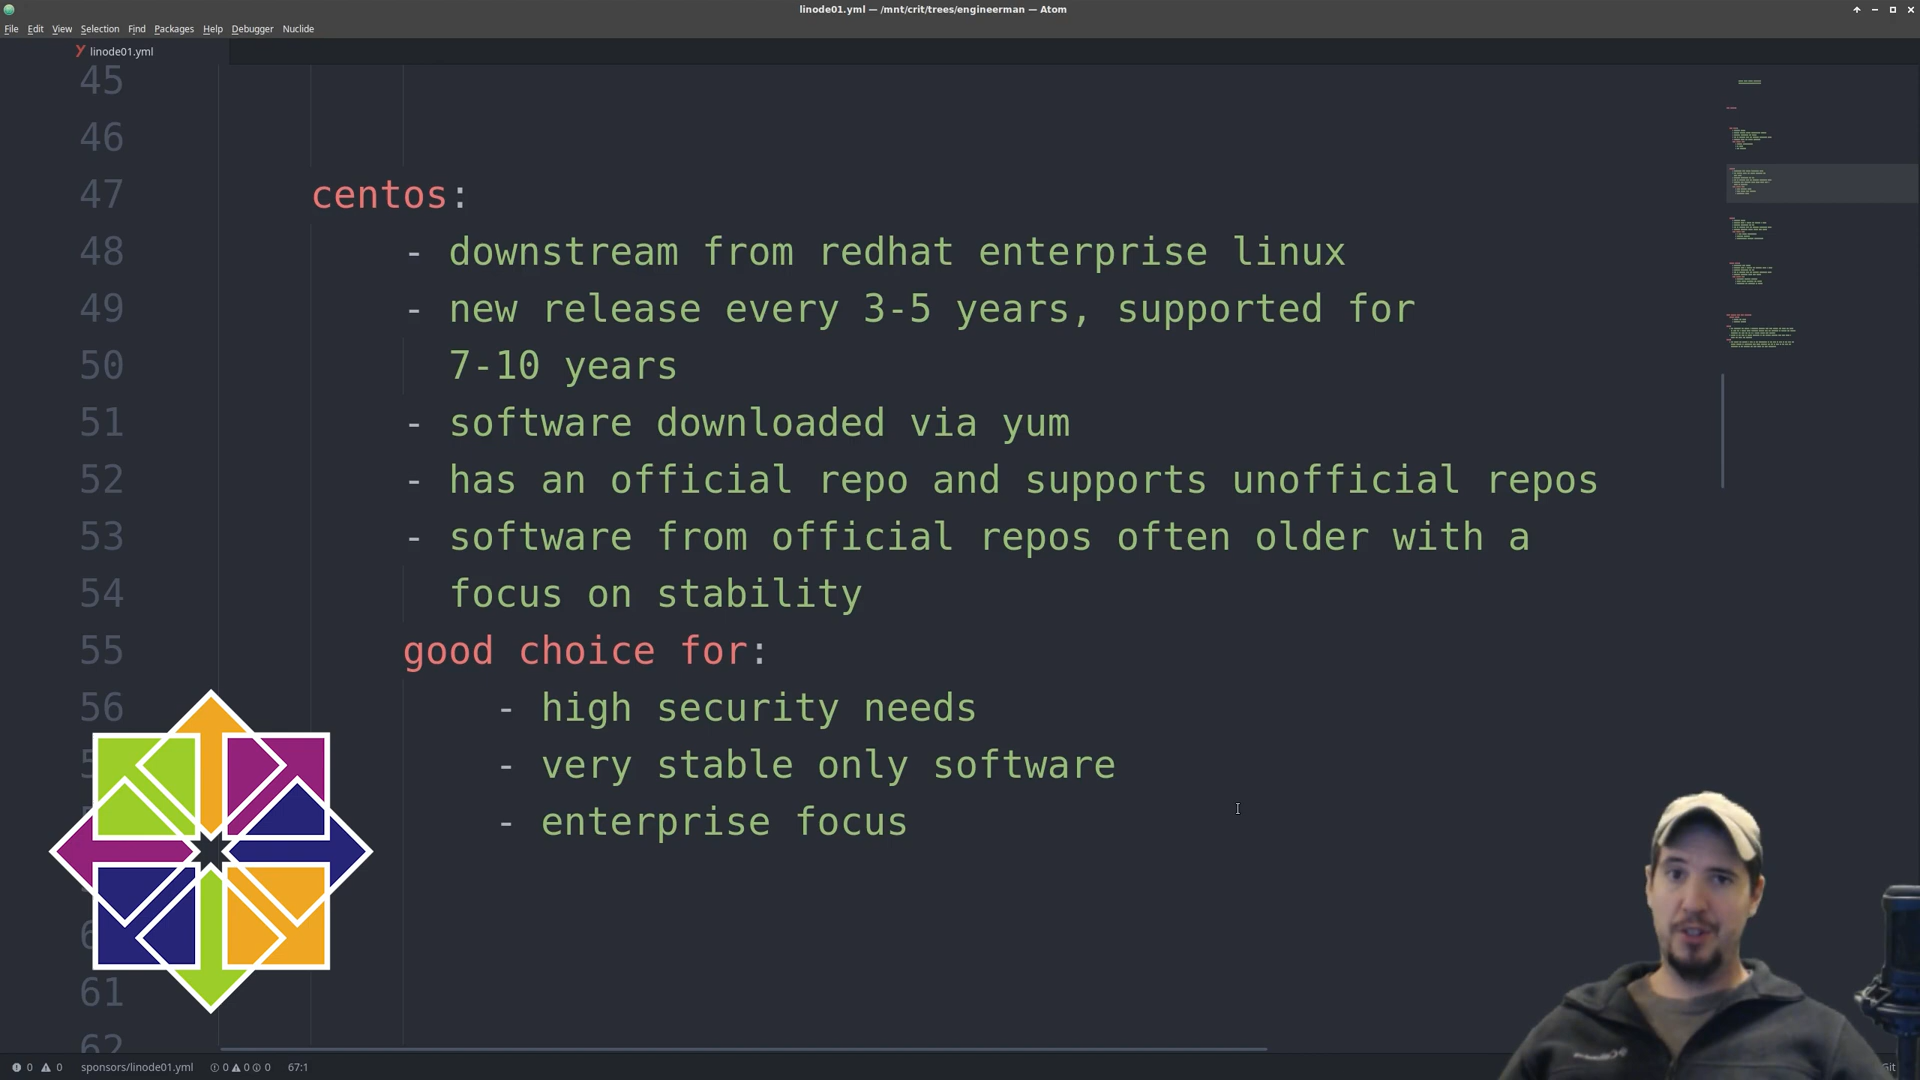 linode01.yml — /mnt/crit/trees/engineerman — Atom
File Edit View Selection Find Packages Help Debugger Nuclide
linode01.yml
45
46
47 centos:
48 - downstream from redhat enterprise linux
49 - new release every 3-5 years, supported for
50 7-10 years
51 - software downloaded via yum
52 - has an official repo and supports unofficial repos
53 - software from official repos often older with a
54 focus on stability
55 good choice for:
56 - high security needs
- very stable only software
- enterprise focus
61
62
0 0 sponsors/linode01.yml 0 0 0 67:1 Git